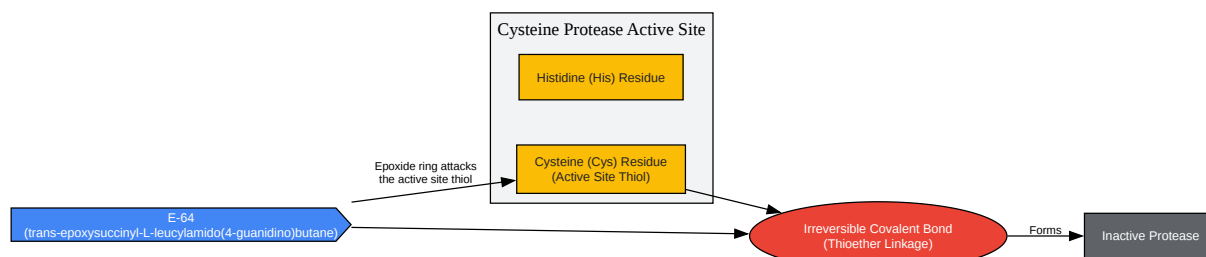 Cysteine Protease Active Site
Histidine (His) Residue
Epoxide ring attacks
the active site thiol
Cysteine (Cys) Residue
(Active Site Thiol)
E-64
(trans-epoxysuccinyl-L-leucylamido(4-guanidino)butane)
Irreversible Covalent Bond
(Thioether Linkage)
Forms
Inactive Protease